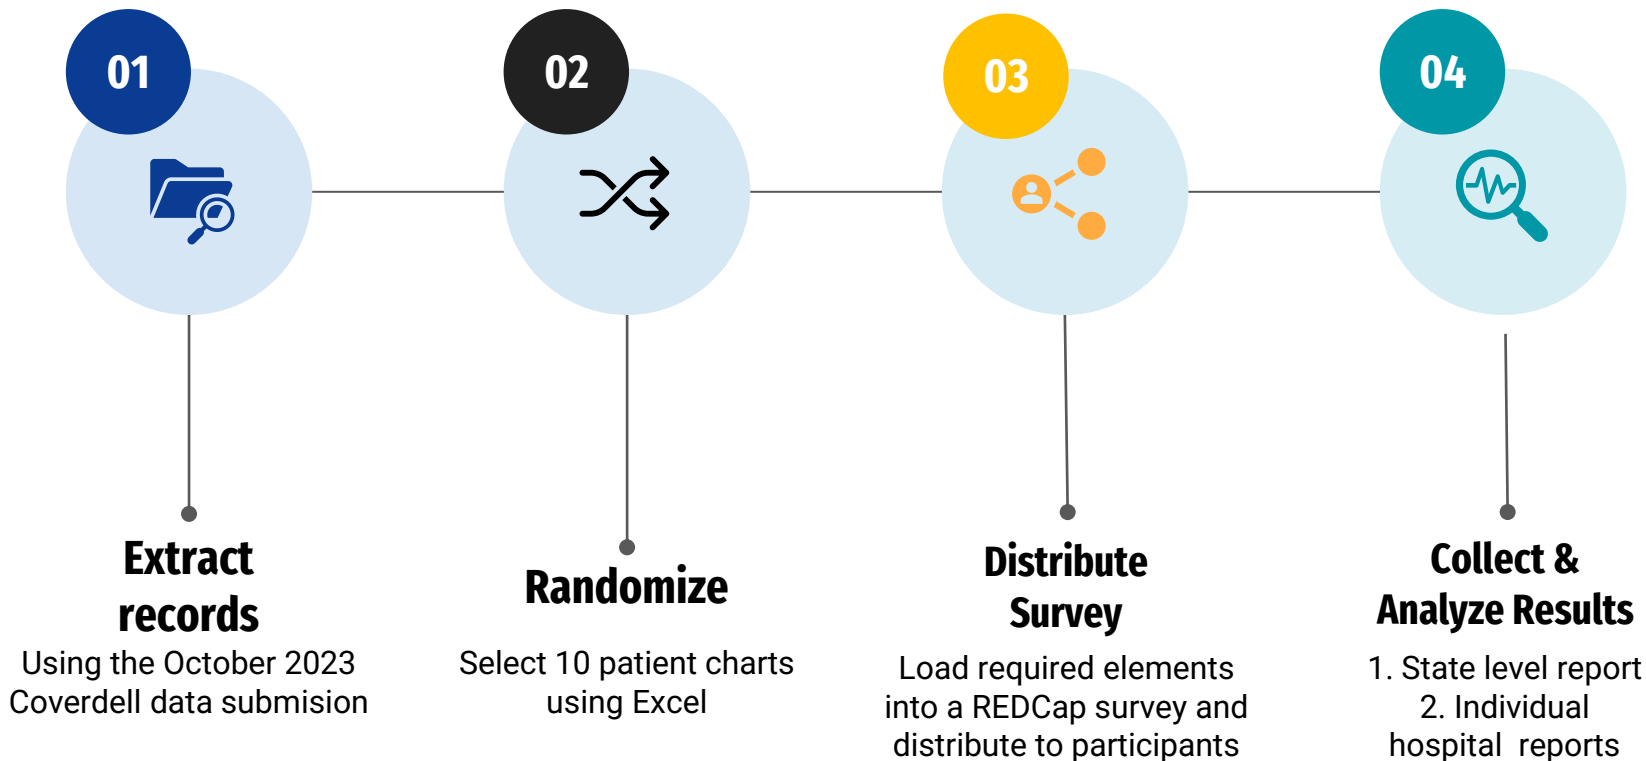 01
Extract
records
Using the October 2023
Coverdell data submision
02
Randomize
Select 10 patient charts
using Excel
03
Distribute
Survey
Load required elements
into a REDCap survey and
distribute to participants
04
Collect &
Analyze Results
1. State level report
2. Individual
hospital  reports